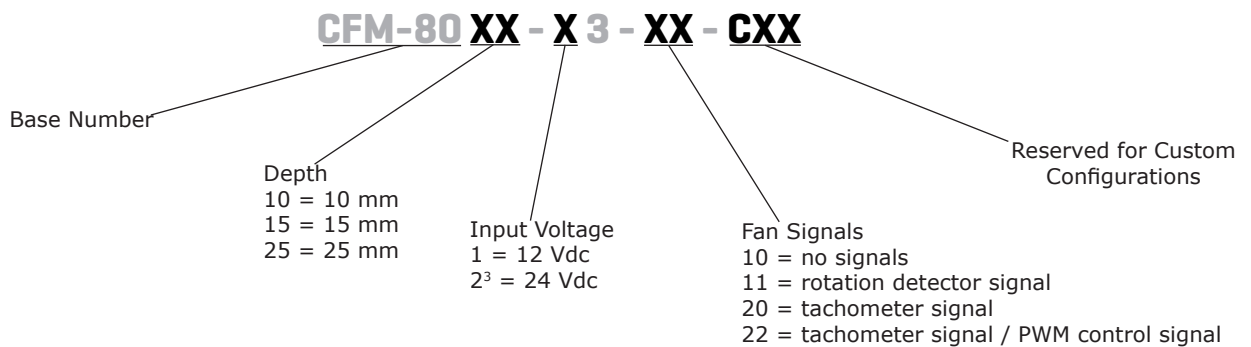 CFM-80 XX - X 3 - XX - CXX
Base Number
Depth
10 = 10 mm
15 = 15 mm
25 = 25 mm
Input Voltage
1 = 12 Vdc
2³ = 24 Vdc
Fan Signals
10 = no signals
11 = rotation detector signal
20 = tachometer signal
22 = tachometer signal / PWM control signal
Reserved for Custom
Configurations